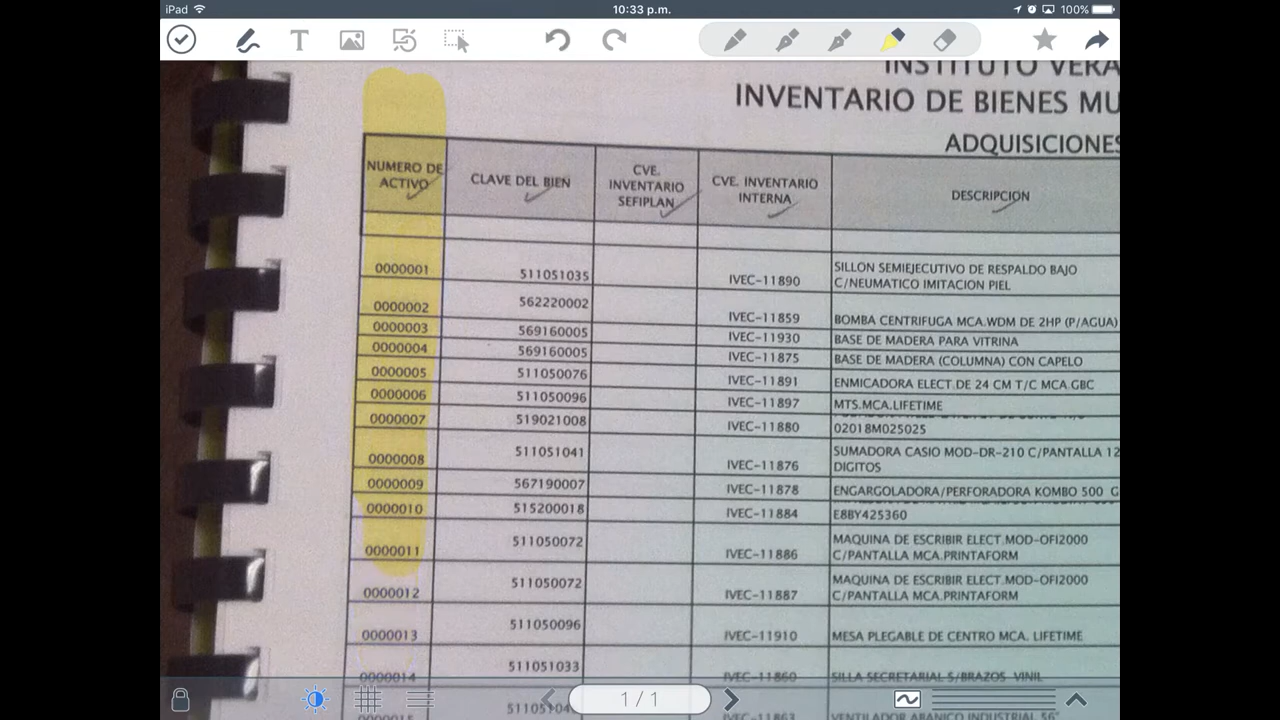 iPad
10:33 p.m.
100%
T
INSTITUTO VERA
INVENTARIO DE BIENES MU
ADQUISICIONES
NUMERO DE ACTIVO
CLAVE DEL BIEN
CVE. INVENTARIO SEFIPLAN
CVE. INVENTARIO INTERNA
DESCRIPCION
0000001 511051035 IVEC-11890 SILLON SEMIEJECUTIVO DE RESPALDO BAJO
C/NEUMATICO IMITACION PIEL
0000002 562220002 IVEC-11859 BOMBA CENTRIFUGA MCA.WDM DE 2HP (P/AGUA)
0000003 569160005 IVEC-11930 BASE DE MADERA PARA VITRINA
0000004 569160005 IVEC-11875 BASE DE MADERA (COLUMNA) CON CAPELO
0000005 511050076 IVEC-11891 ENMICADORA ELECT.DE 24 CM T/C MCA.GBC
0000006 511050096 IVEC-11897 MTS.MCA.LIFETIME
0000007 519021008 IVEC-11880 02018M025025
0000008 511051041 IVEC-11876 SUMADORA CASIO MOD-DR-210 C/PANTALLA 12
DIGITOS
0000009 567190007 IVEC-11878 ENGARGOLADORA/PERFORADORA KOMBO 500 G
0000010 515200018 IVEC-11884 E8BY425360
0000011 511050072 IVEC-11886 MAQUINA DE ESCRIBIR ELECT.MOD-OFI2000
C/PANTALLA MCA.PRINTAFORM
0000012 511050072 IVEC-11887 MAQUINA DE ESCRIBIR ELECT.MOD-OFI2000
C/PANTALLA MCA.PRINTAFORM
0000013 511050096 IVEC-11910 MESA PLEGABLE DE CENTRO MCA. LIFETIME
0000014 511051033 IVEC-11860 SILLA SECRETARIAL S/BRAZOS VINIL
0000015 51105104 IVEC-11863 VENTILADOR ABANICO INDUSTRIAL 56"
1 / 1